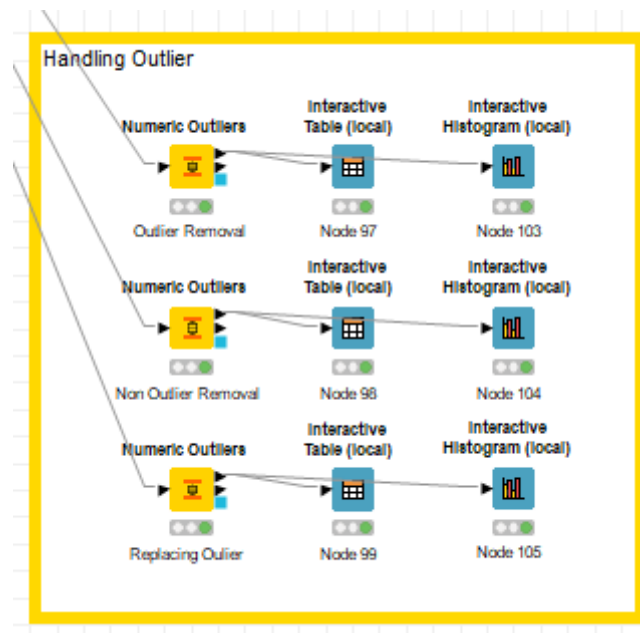 Handling Outlier
Numeric Outliers
Interactive
Table (local)
Interactive
Histogram (local)
Outlier Removal
Node 97
Node 103
Numeric Outliers
Interactive
Table (local)
Interactive
Histogram (local)
Non Outlier Removal
Node 98
Node 104
Numeric Outliers
Interactive
Table (local)
Interactive
Histogram (local)
Replacing Oulier
Node 99
Node 105